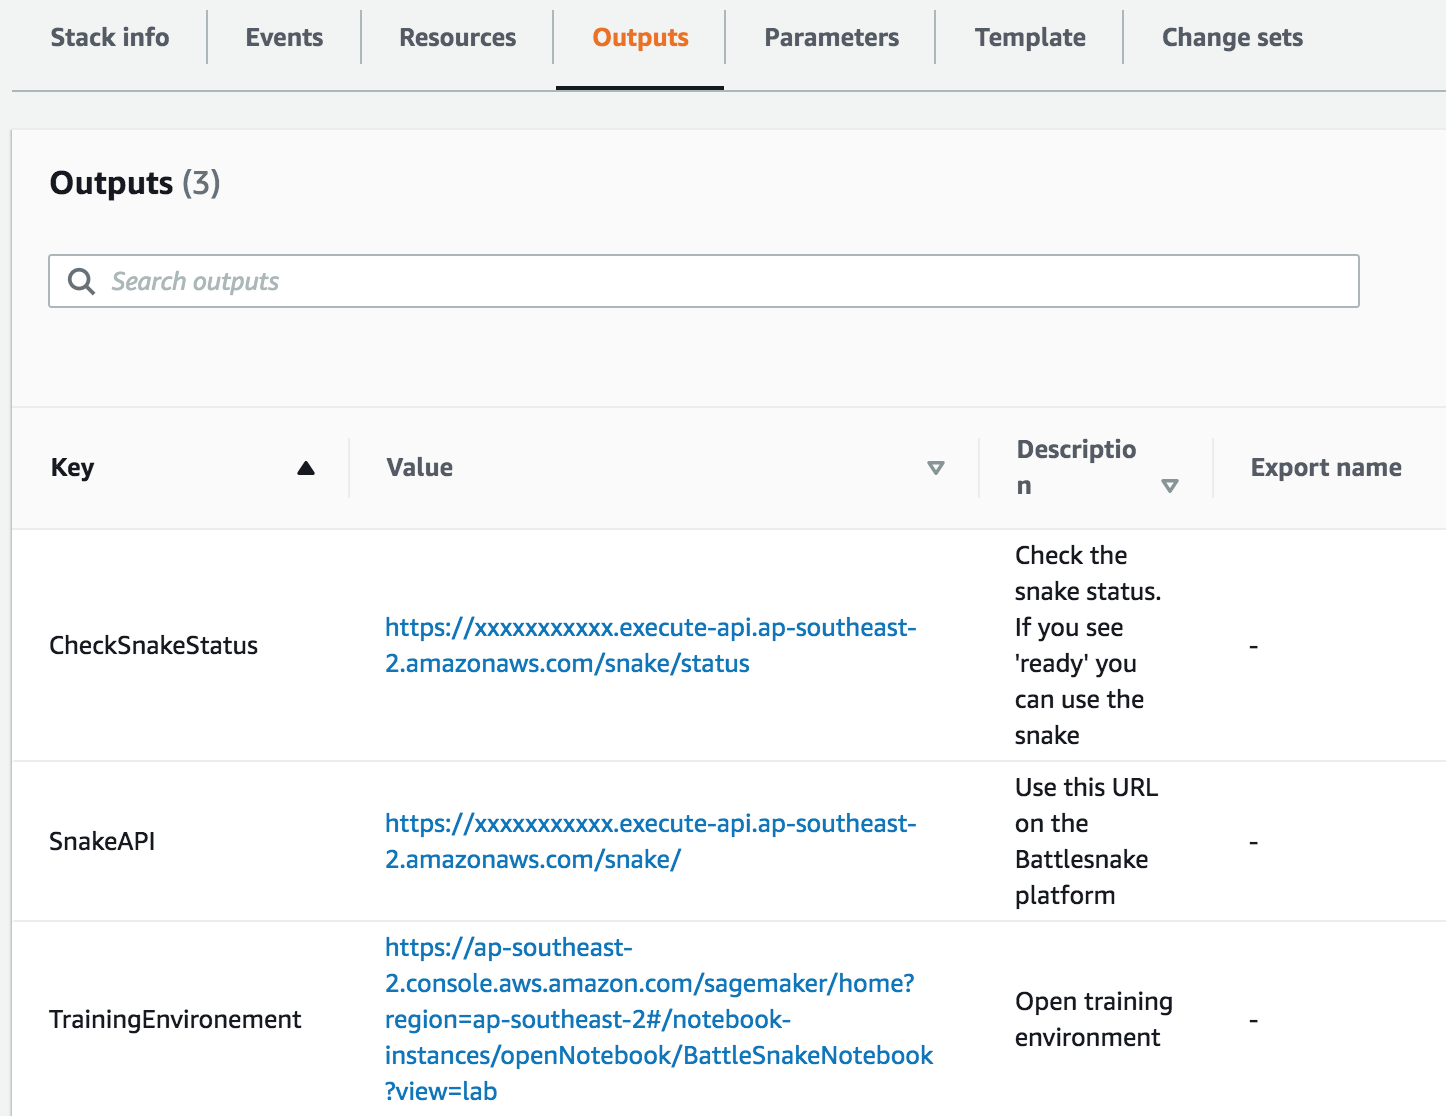 Stack info Events Resources Outputs Parameters Template Change sets
Outputs (3)
Search outputs
Key Value Descriptio
n Export name
CheckSnakeStatus
https://xxxxxxxxxxx.execute-api.ap-southeast-
2.amazonaws.com/snake/status
Check the
snake status.
If you see
'ready' you
can use the
snake
-
SnakeAPI
https://xxxxxxxxxxx.execute-api.ap-southeast-
2.amazonaws.com/snake/
Use this URL
on the
Battlesnake
platform
-
TrainingEnvironement
https://ap-southeast-
2.console.aws.amazon.com/sagemaker/home?
region=ap-southeast-2#/notebook-
instances/openNotebook/BattleSnakeNotebook
?view=lab
Open training
environment
-